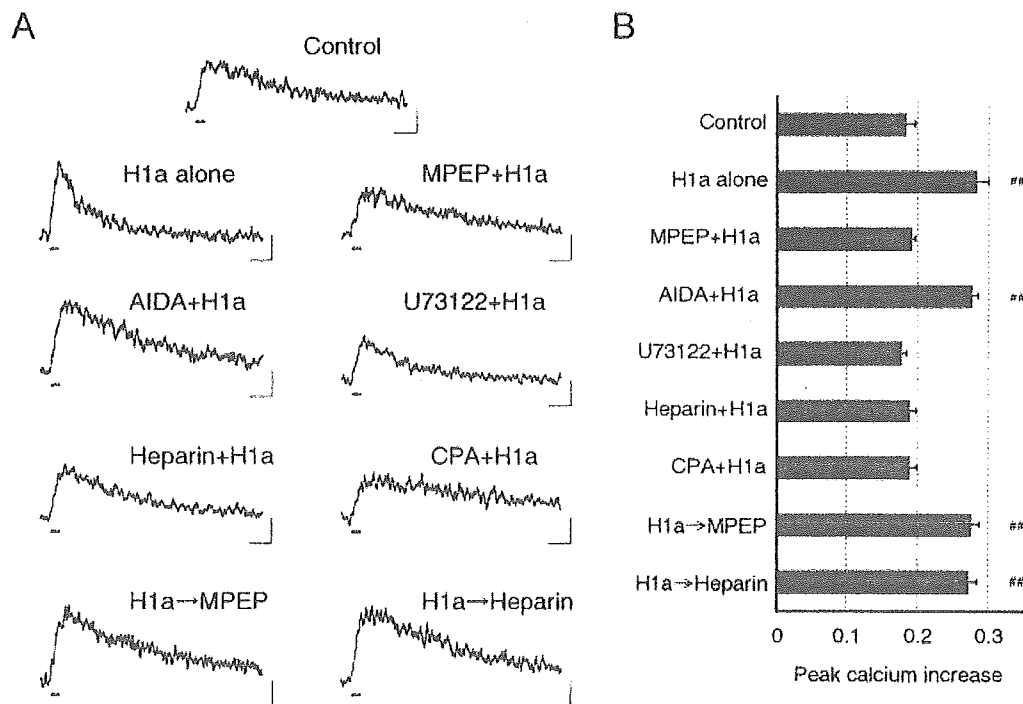 A
Control
H1a alone
MPEP+H1a
AIDA+H1a
U73122+H1a
Heparin+H1a
CPA+H1a
H1a→MPEP
H1a→Heparin
B
Control
H1a alone
##
MPEP+H1a
AIDA+H1a
##
U73122+H1a
Heparin+H1a
CPA+H1a
H1a→MPEP
##
H1a→Heparin
##
0 0.1 0.2 0.3
Peak calcium increase